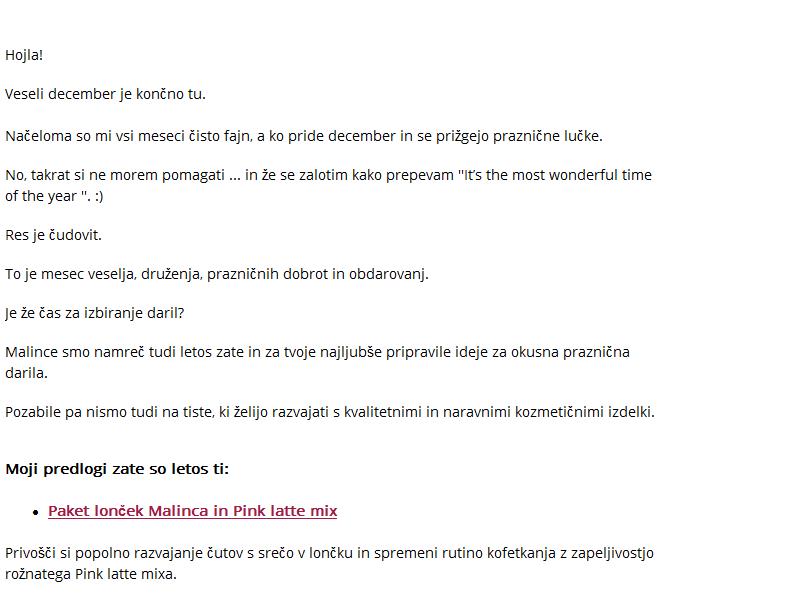 Hojla!
Veseli december je končno tu.
Načeloma so mi vsi meseci čisto fajn, a ko pride december in se prižgejo praznične lučke.
No, takrat si ne morem pomagati ... in že se zalotim kako prepevam "It's the most wonderful time
of the year ". :)
Res je čudovit.
To je mesec veselja, druženja, prazničnih dobrot in obdarovanj.
Je že čas za izbiranje daril?
Malince smo namreč tudi letos zate in za tvoje najljubše pripravile ideje za okusna praznična
darila.
Pozabile pa nismo tudi na tiste, ki želijo razvajati s kvalitetnimi in naravnimi kozmetičnimi izdelki.
Moji predlogi zate so letos ti:
• Paket lonček Malinca in Pink latte mix
Privošči si popolno razvajanje čutov s srečo v lončku in spremeni rutino kofetkanja z zapeljivostjo
rožnatega Pink latte mixa.